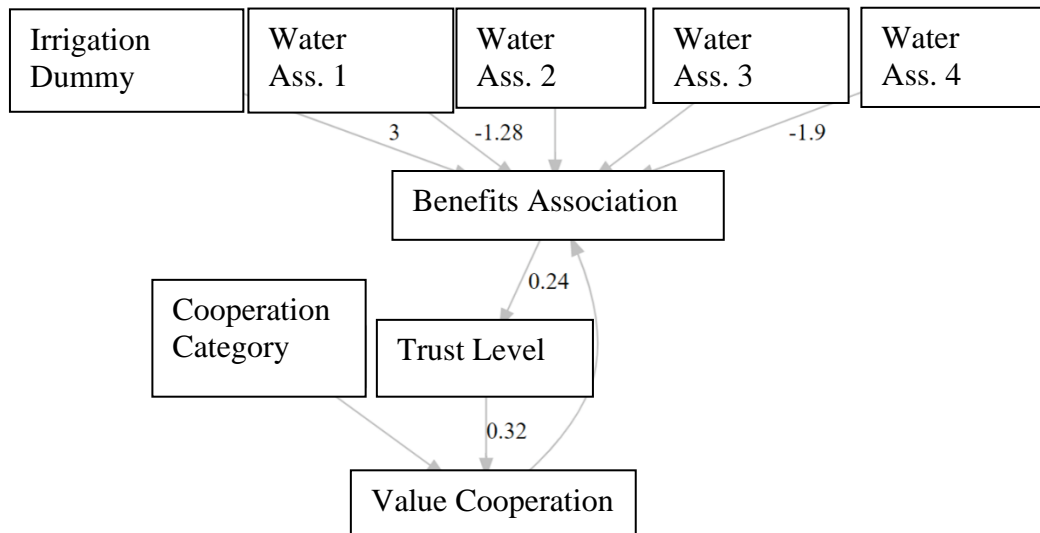 Irrigation
Dummy
Water
Ass. 1
Water
Ass. 2
Water
Ass. 3
Water
Ass. 4
3
-1.28
-1.9
Benefits Association
0.24
Cooperation
Category
Trust Level
0.32
Value Cooperation